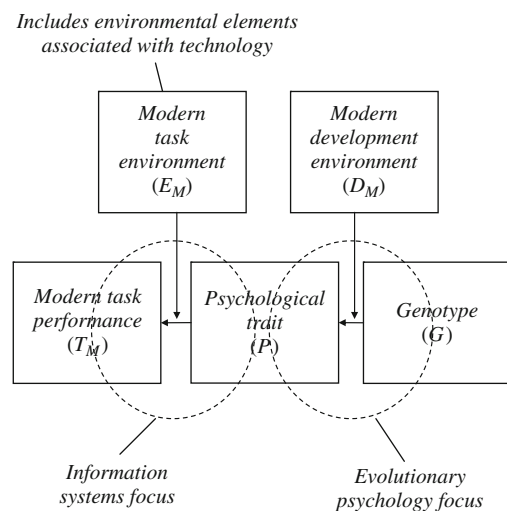 Includes environmental elements
associated with technology
Modern
task
environment
(E_M)
Modern
development
environment
(D_M)
Modern task
performance
(T_M)
Psychological
trait
(P)
Genotype
(G)
Information
systems focus
Evolutionary
psychology focus